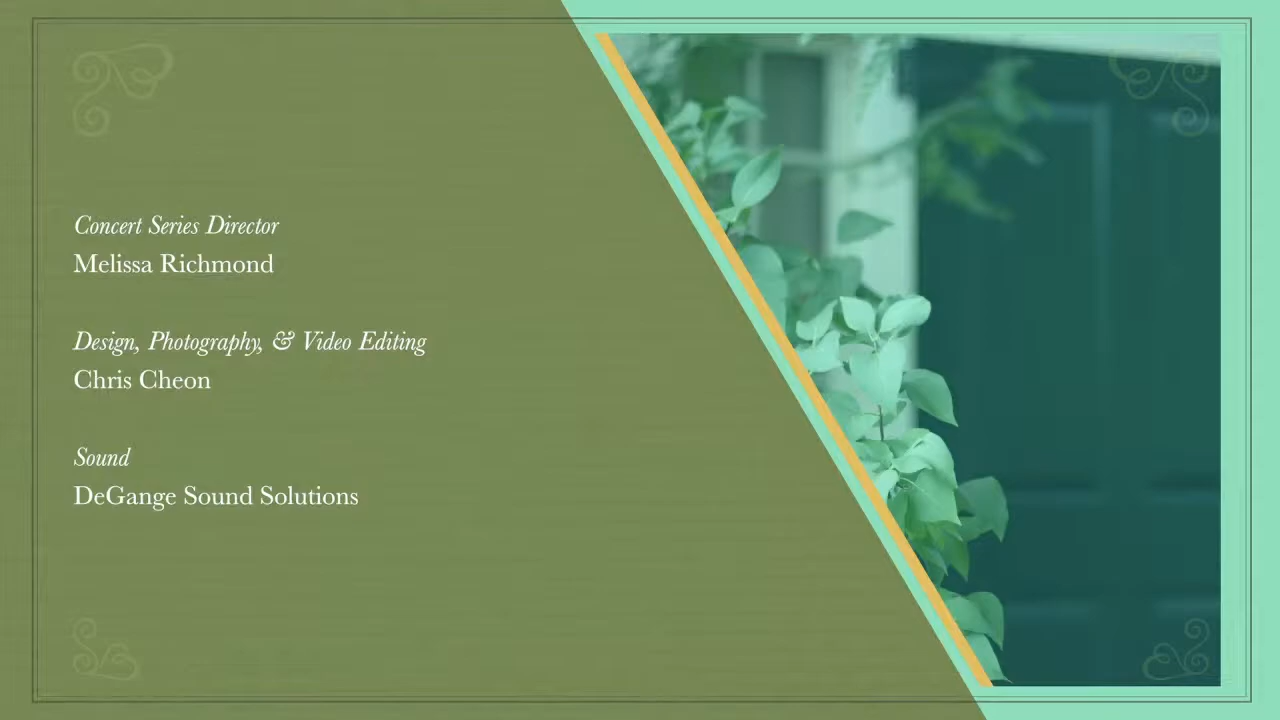 Concert Series Director
Melissa Richmond
Design, Photography, & Video Editing
Chris Cheon
Sound
DeGange Sound Solutions